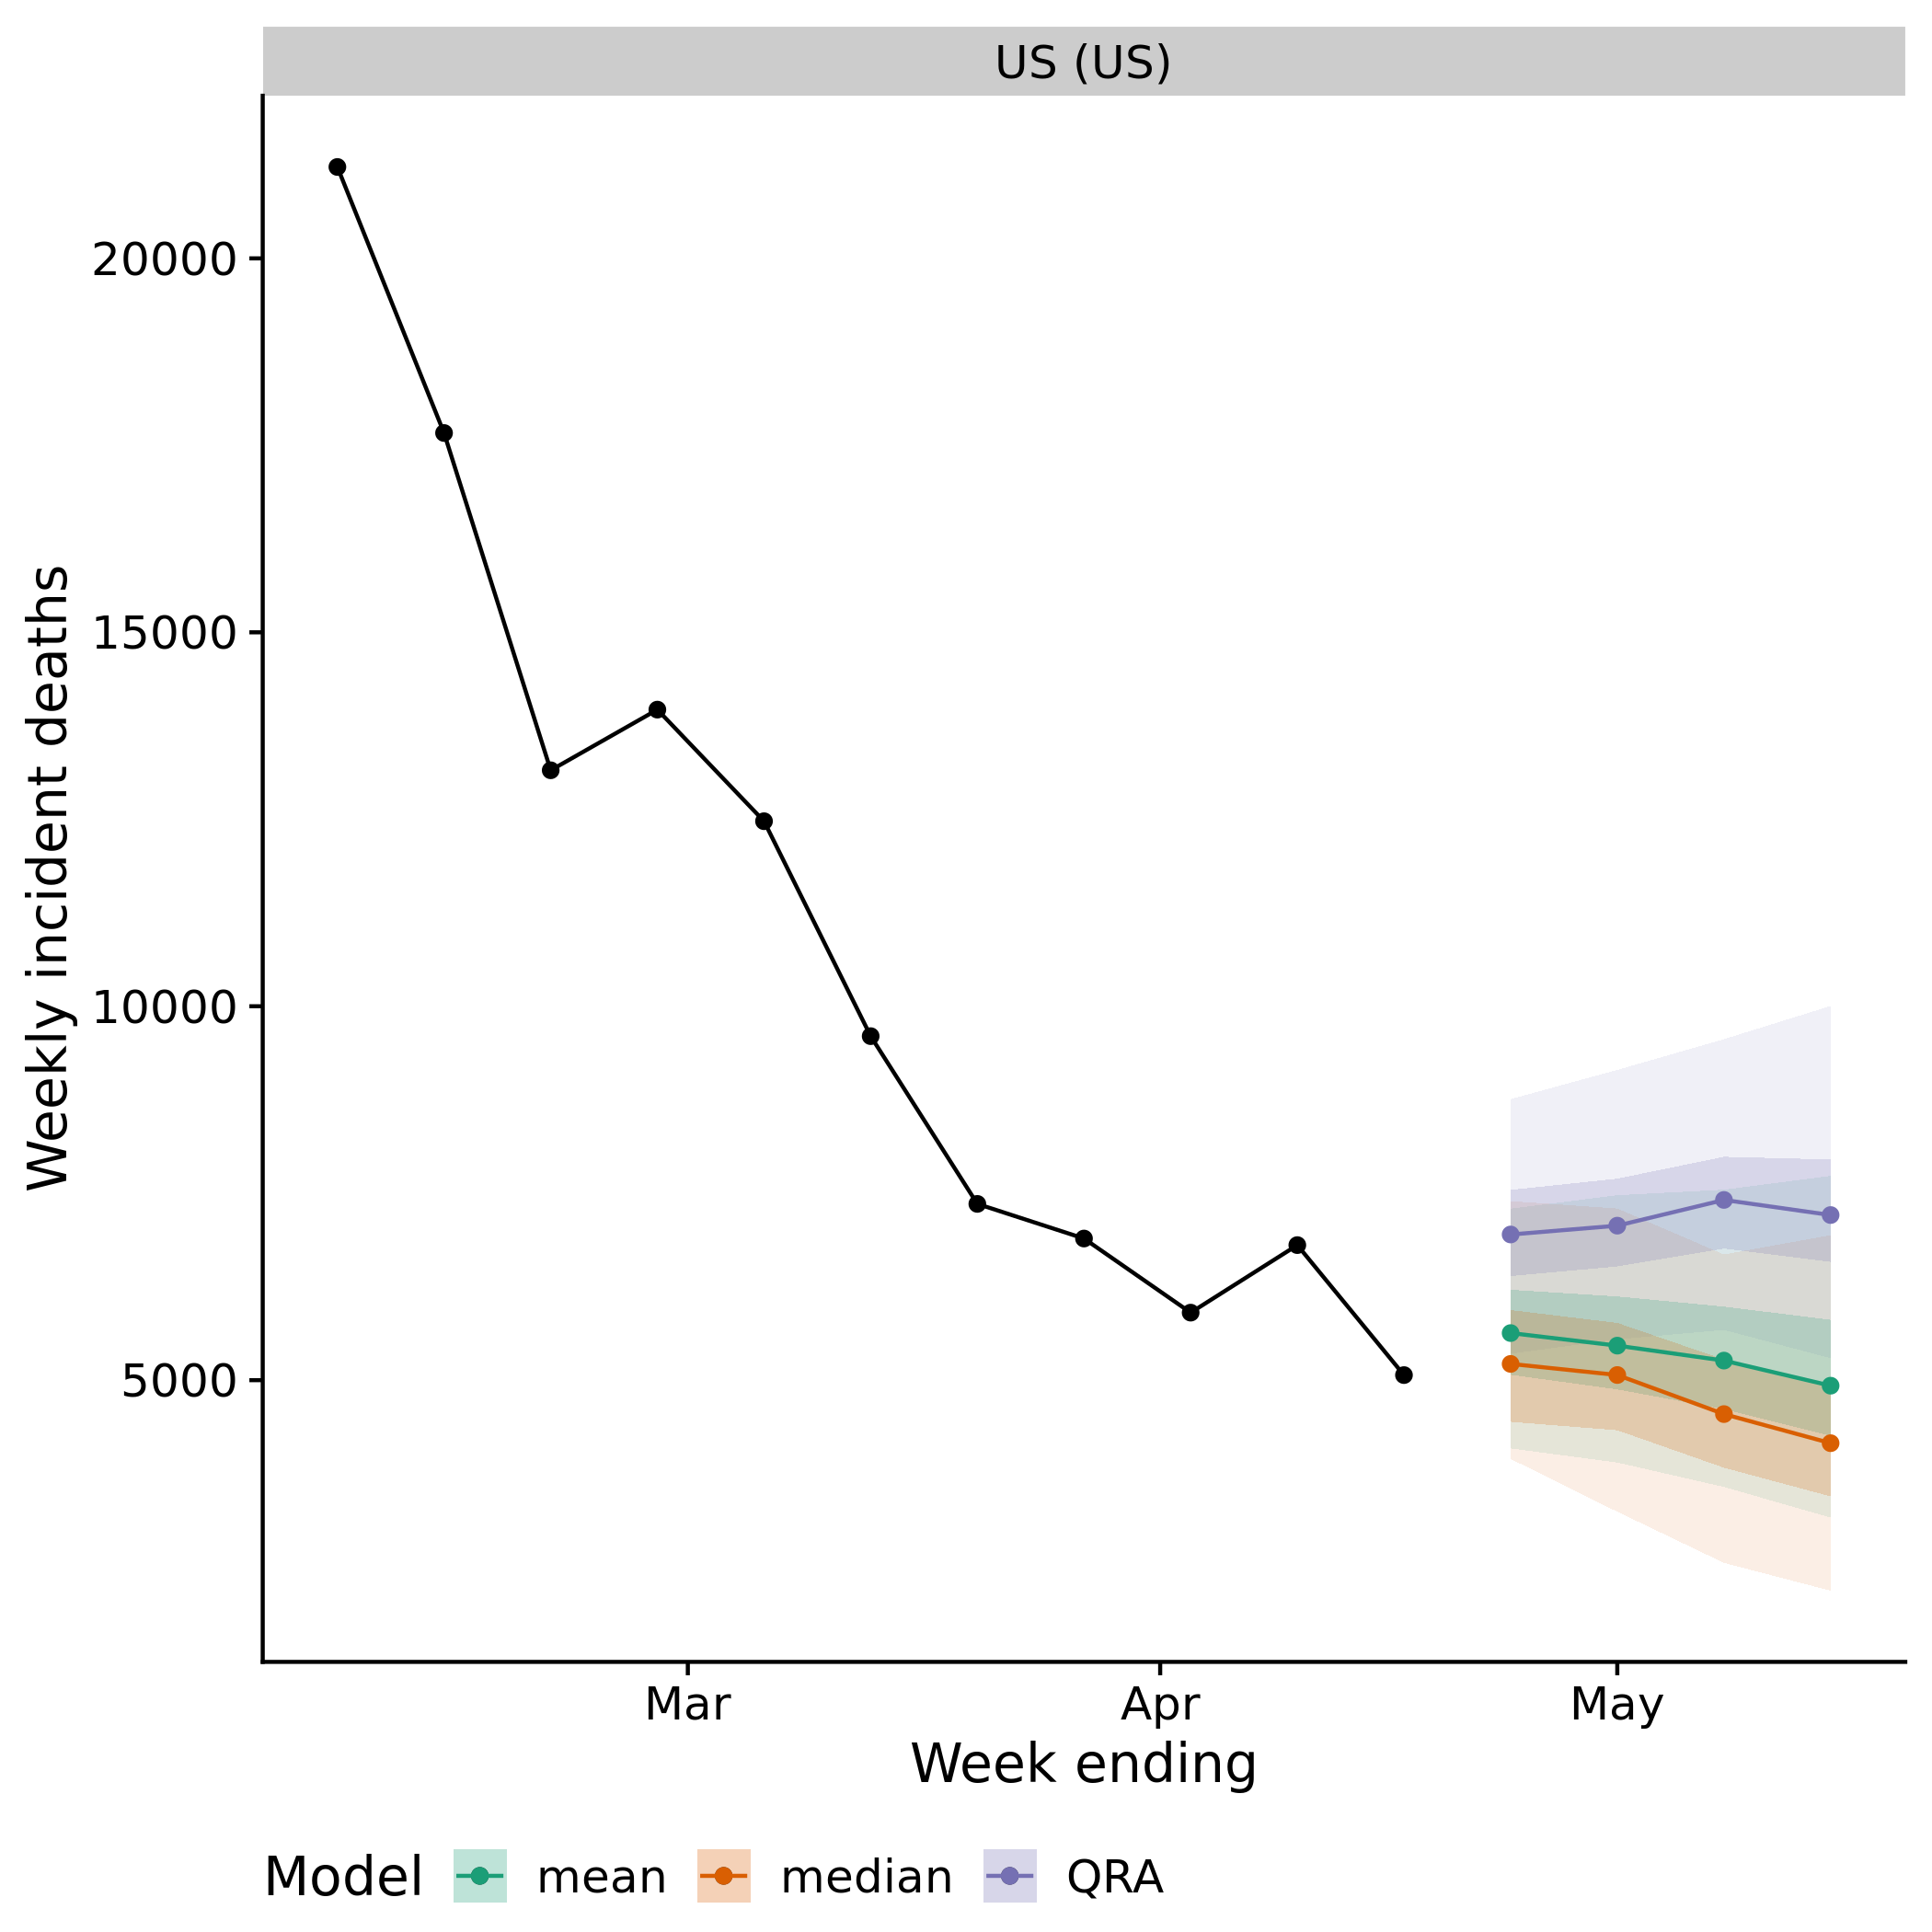 US (US)
Weekly incident deaths
20000
15000
10000
5000
Mar Apr May
Week ending
Model mean median QRA